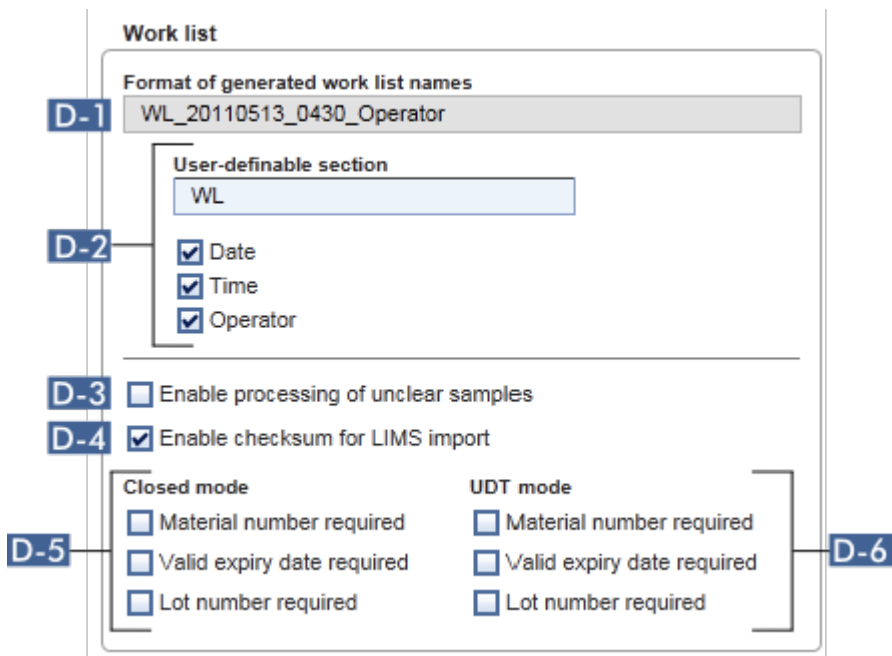 Work list
Format of generated work list names
D-1 WL_20110513_0430_Operator
User-definable section
WL
D-2
Date
Time
Operator
D-3 Enable processing of unclear samples
D-4 Enable checksum for LIMS import
Closed mode UDT mode
Material number required Material number required
D-5 Valid expiry date required Valid expiry date required D-6
Lot number required Lot number required